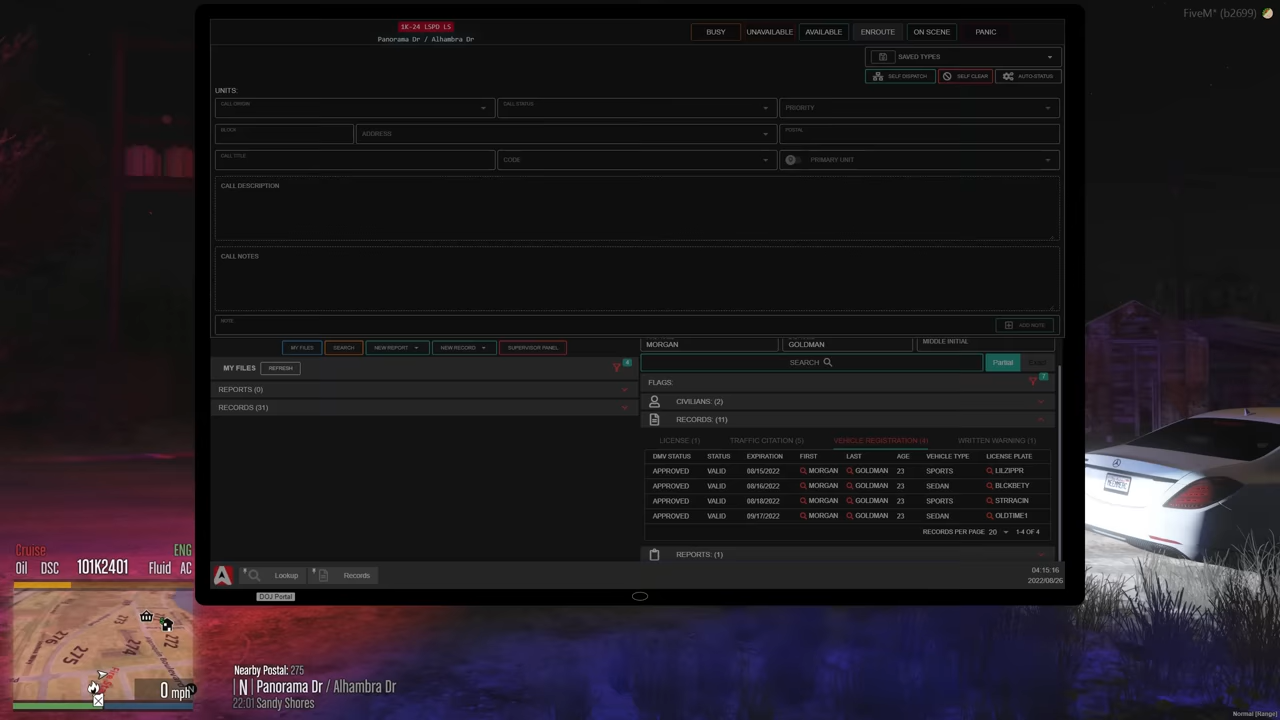 FiveM* (b2699)
1K-24 LSPD LS
Panorama Dr / Alhambra Dr
BUSY UNAVAILABLE AVAILABLE ENROUTE ON SCENE PANIC
SAVED TYPES
SELF DISPATCH SELF CLEAR AUTO-STATUS
UNITS:
CALL ORIGIN CALL STATUS PRIORITY
BLOCK ADDRESS POSTAL
CALL TITLE CODE PRIMARY UNIT
CALL DESCRIPTION
CALL NOTES
NOTE ADD NOTE
MY FILES SEARCH NEW REPORT NEW RECORD SUPERVISOR PANEL
MORGAN GOLDMAN MIDDLE INITIAL
MY FILES REFRESH
SEARCH Partial Exact
REPORTS (0)
RECORDS (31)
FLAGS:
CIVILIANS: (2)
RECORDS: (11)
LICENSE (1) TRAFFIC CITATION (5) VEHICLE REGISTRATION (4) WRITTEN WARNING (1)
DMV STATUS STATUS EXPIRATION FIRST LAST AGE VEHICLE TYPE LICENSE PLATE
APPROVED VALID 08/15/2022 MORGAN GOLDMAN 23 SPORTS LILZIPPR
APPROVED VALID 08/16/2022 MORGAN GOLDMAN 23 SEDAN BLCKBETY
APPROVED VALID 08/18/2022 MORGAN GOLDMAN 23 SPORTS STRRACIN
APPROVED VALID 09/17/2022 MORGAN GOLDMAN 23 SEDAN OLDTIME1
RECORDS PER PAGE 20 1-4 OF 4
REPORTS: (1)
Lookup Records
04:15:16
2022/08/26
DOJ Portal
Cruise ENG
Oil DSC 101K2401 Fluid AC
276
275
274
272
0 mph
Nearby Postal: 275
| N | Panorama Dr / Alhambra Dr
22:01 Sandy Shores
Normal [Range]